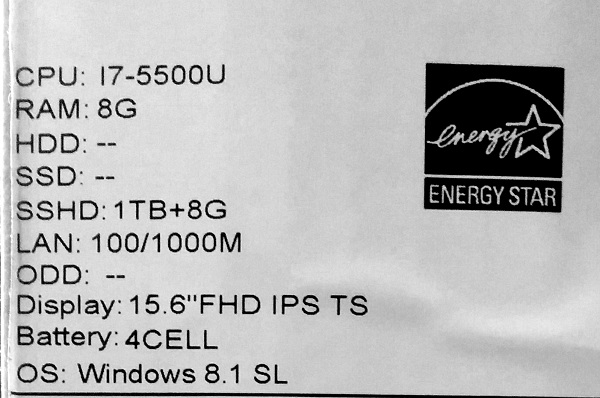 CPU: I7-5500U
RAM: 8G
HDD: --
SSD: --
SSHD: 1TB+8G
LAN: 100/1000M
ODD: --
Display: 15.6"FHD IPS TS
Battery: 4CELL
OS: Windows 8.1 SL
energy
ENERGY STAR